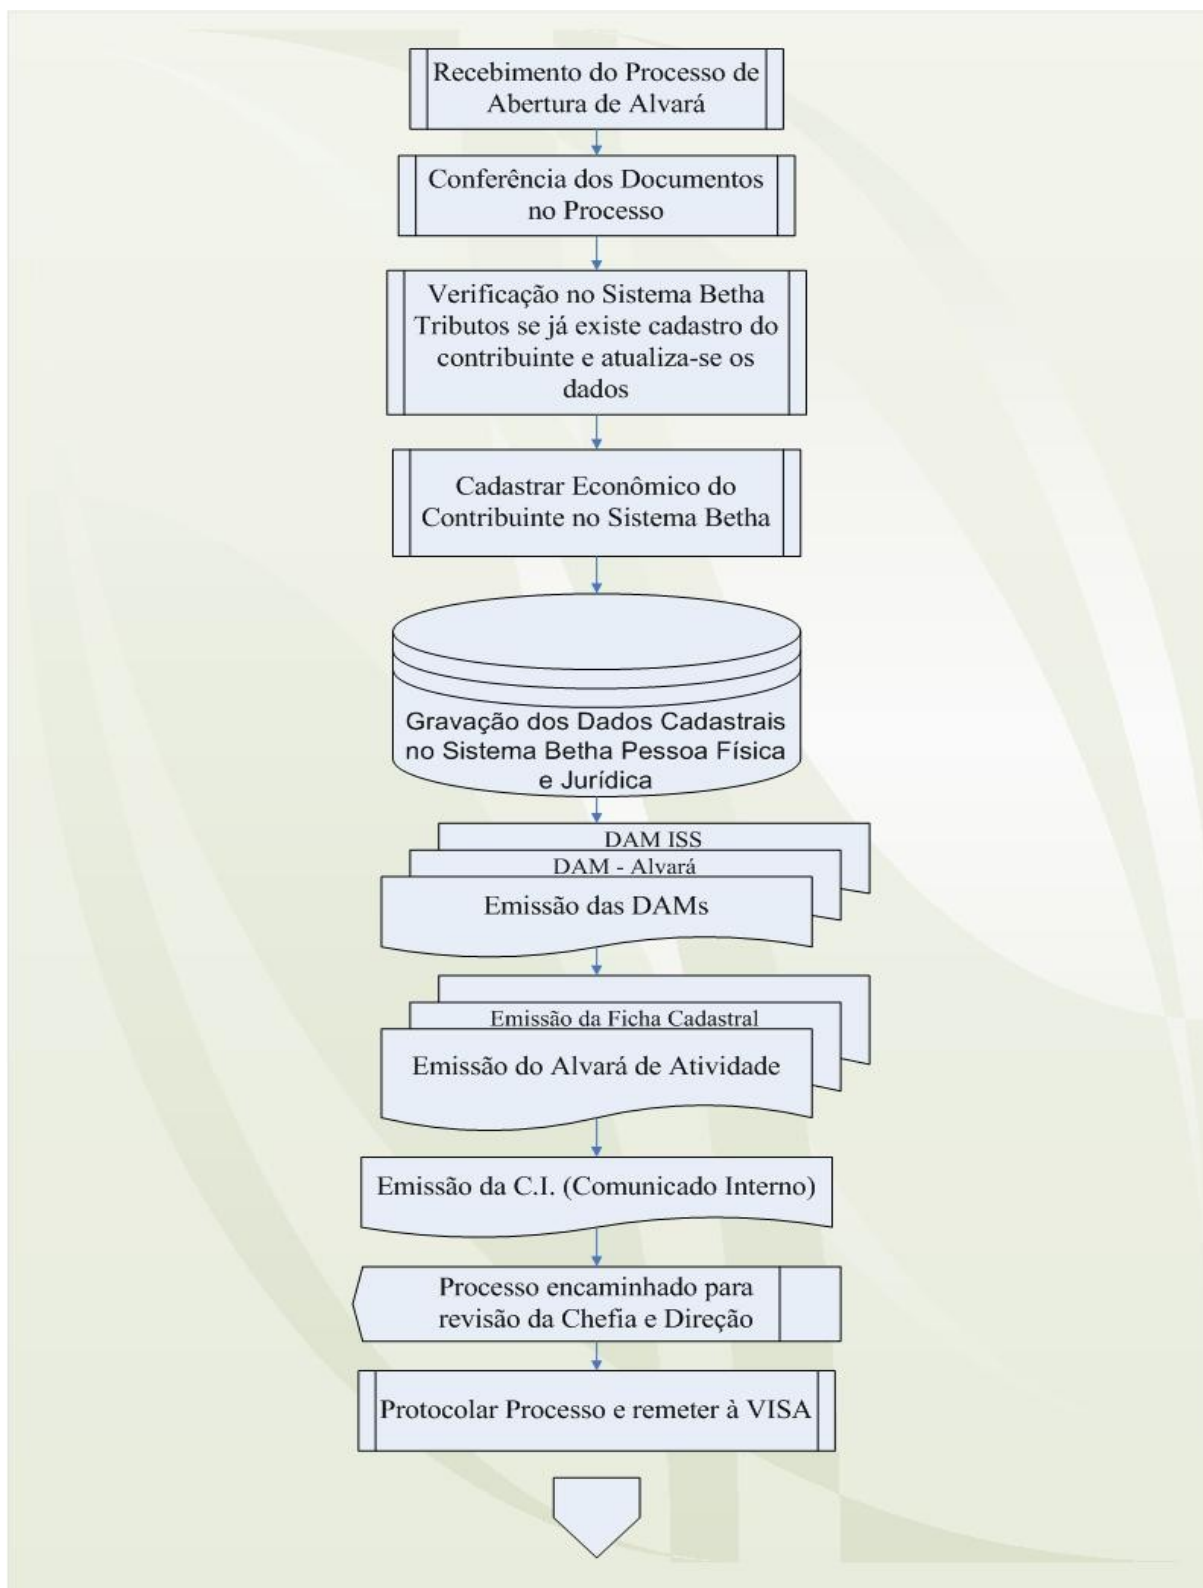 Recebimento do Processo de
Abertura de Alvará
Conferência dos Documentos
no Processo
Verificação no Sistema Betha
Tributos se já existe cadastro do
contribuinte e atualiza-se os
dados
Cadastrar Econômico do
Contribuinte no Sistema Betha
Gravação dos Dados Cadastrais
no Sistema Betha Pessoa Física
e Jurídica
DAM ISS
DAM - Alvará
Emissão das DAMs
Emissão da Ficha Cadastral
Emissão do Alvará de Atividade
Emissão da C.I. (Comunicado Interno)
Processo encaminhado para
revisão da Chefia e Direção
Protocolar Processo e remeter à VISA